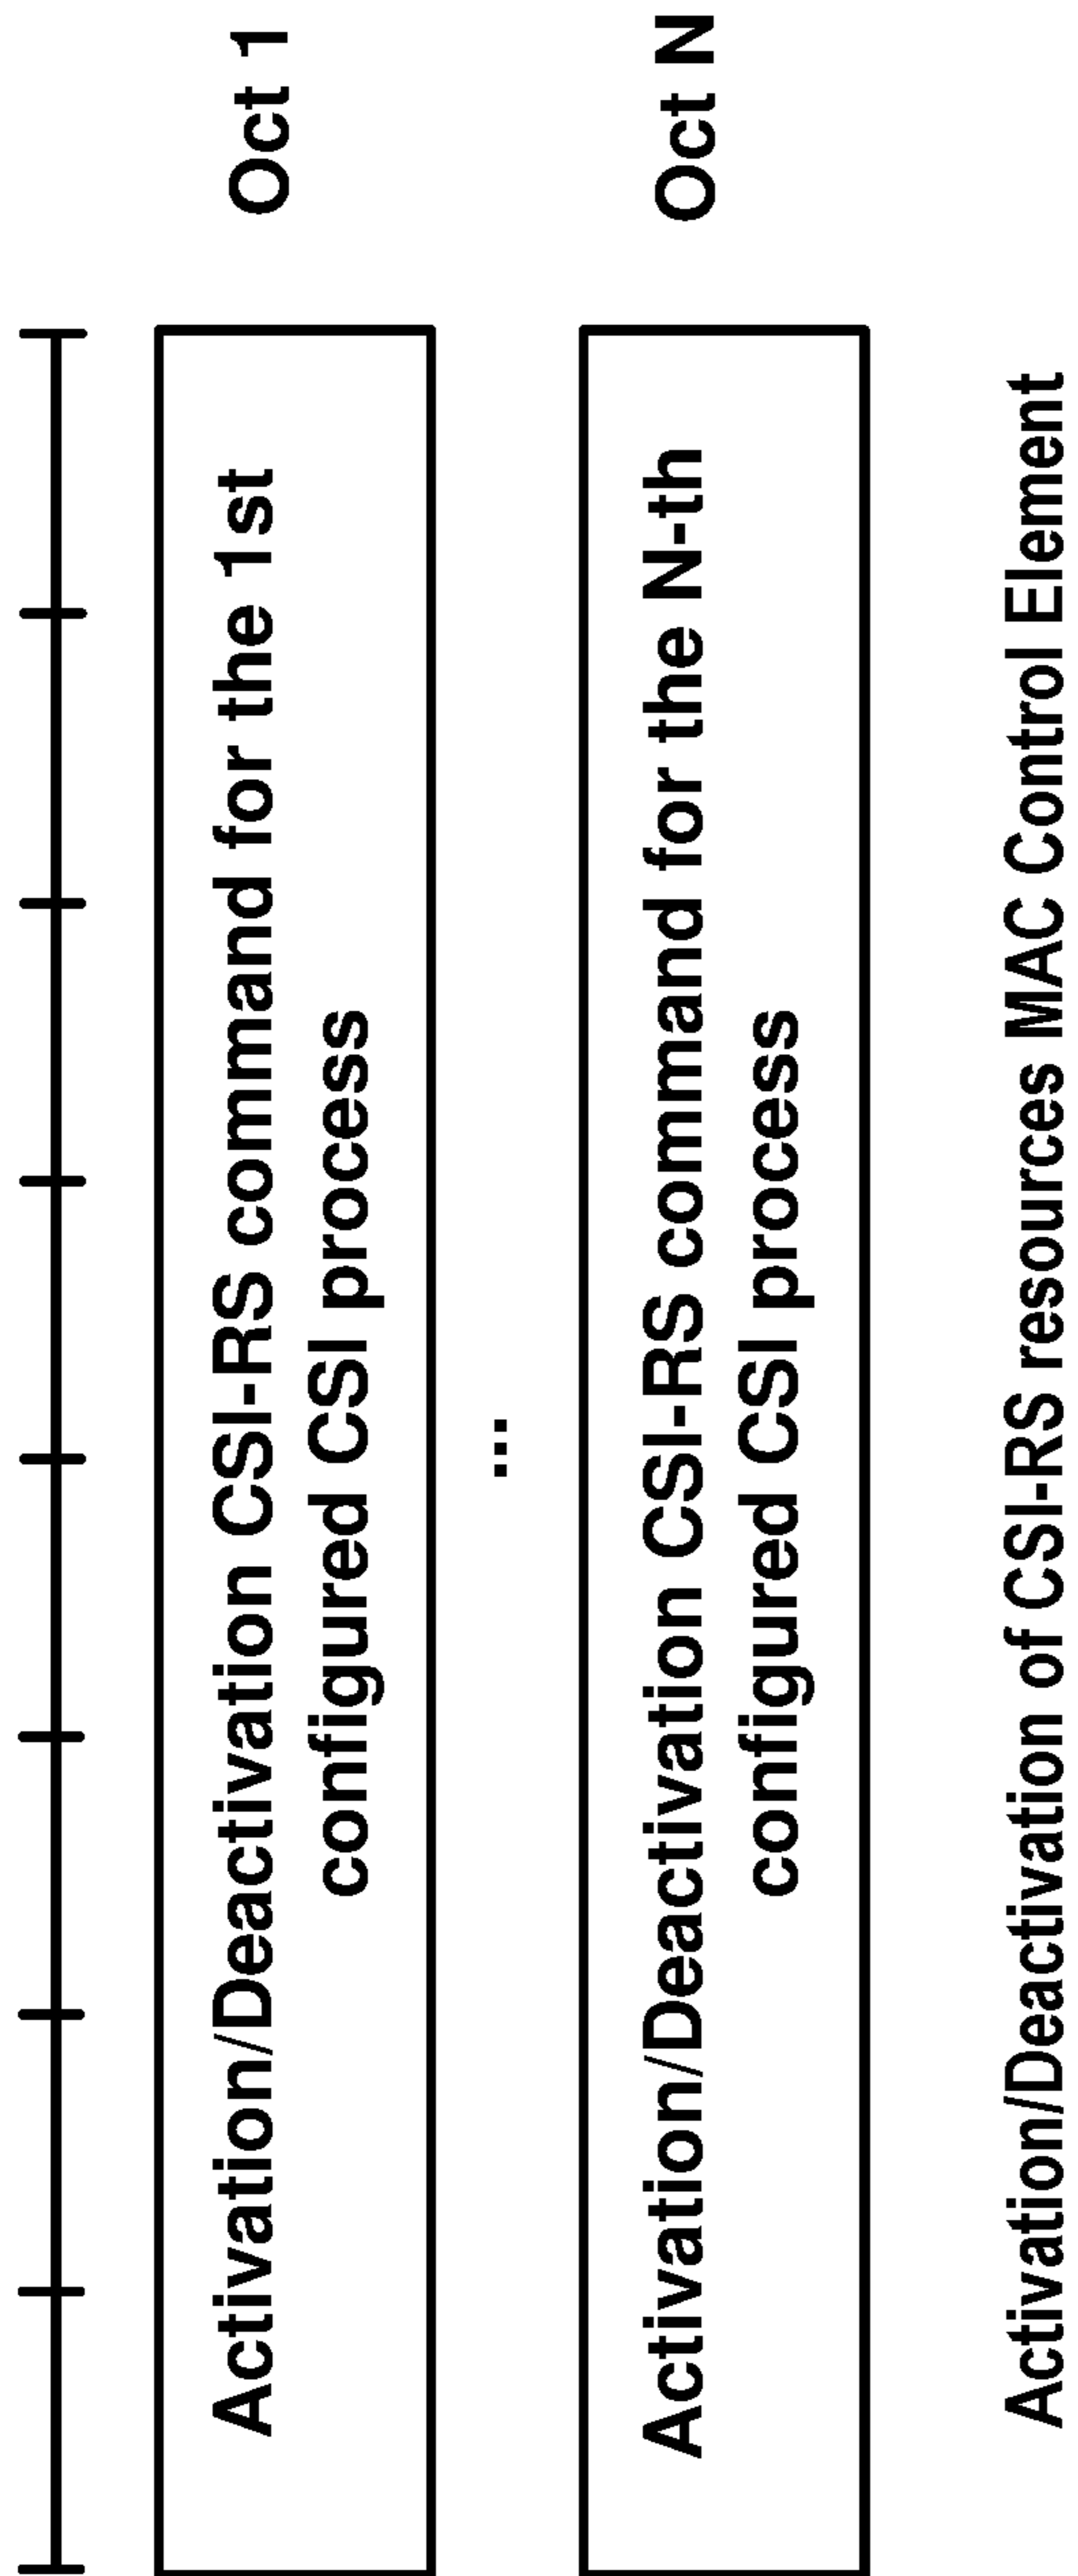 Activation/Deactivation CSI-RS command for the 1st
configured CSI process
Oct 1
...
Activation/Deactivation CSI-RS command for the N-th
configured CSI process
Oct N
Activation/Deactivation of CSI-RS resources MAC Control Element